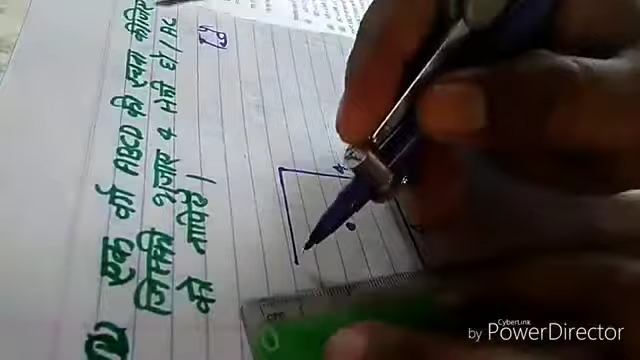 एक वर्ग ABCD की रचना कीजिए
जिसकी भुजाएं 4 सेमी हो / AC
को नापिए।
CyberLink
by PowerDirector